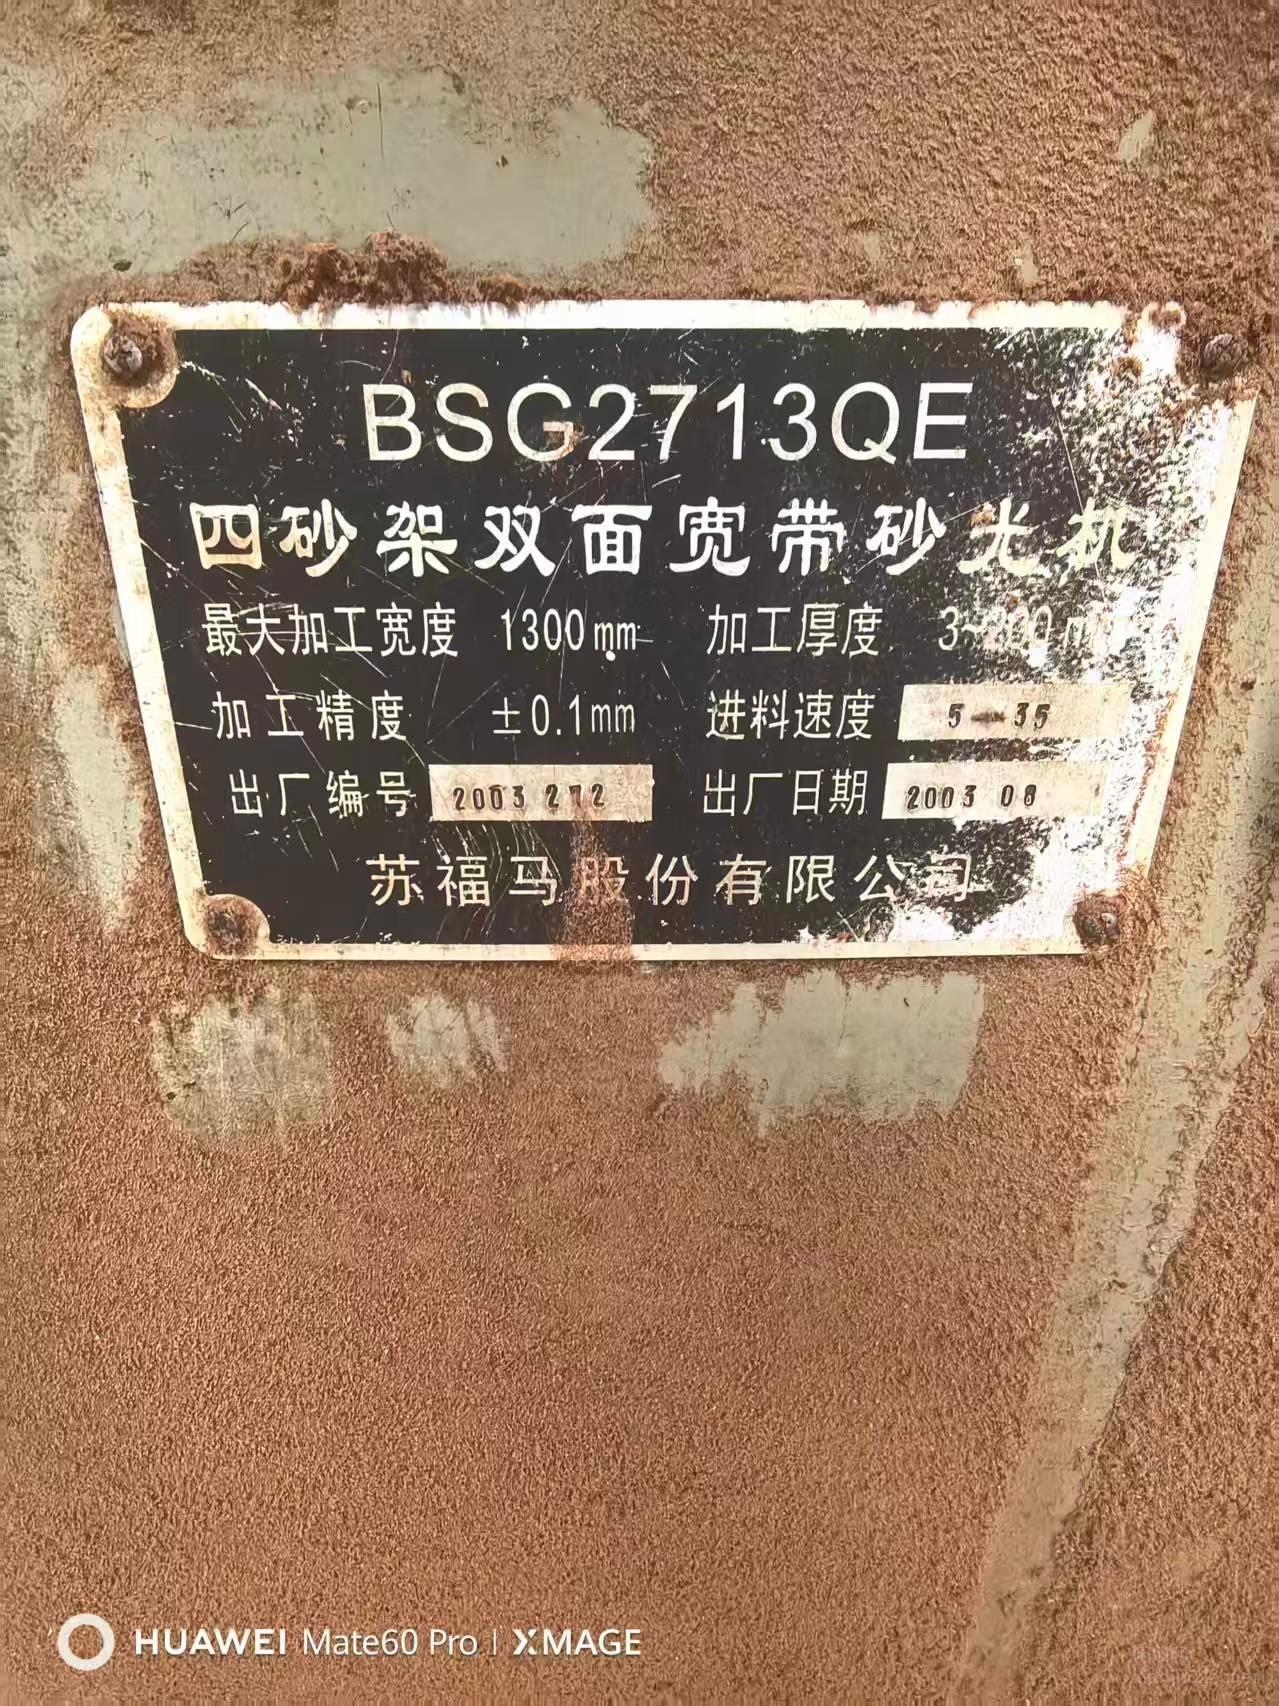 BSG2713QE
四砂架双面宽带砂光机
最大加工宽度 1300mm 加工厚度 3-200mm
加工精度 ±0.1mm 进料速度 5-35
出厂编号 2003 272 出厂日期 2003 08
苏福马股份有限公司
HUAWEI Mate60 Pro | XMAGE